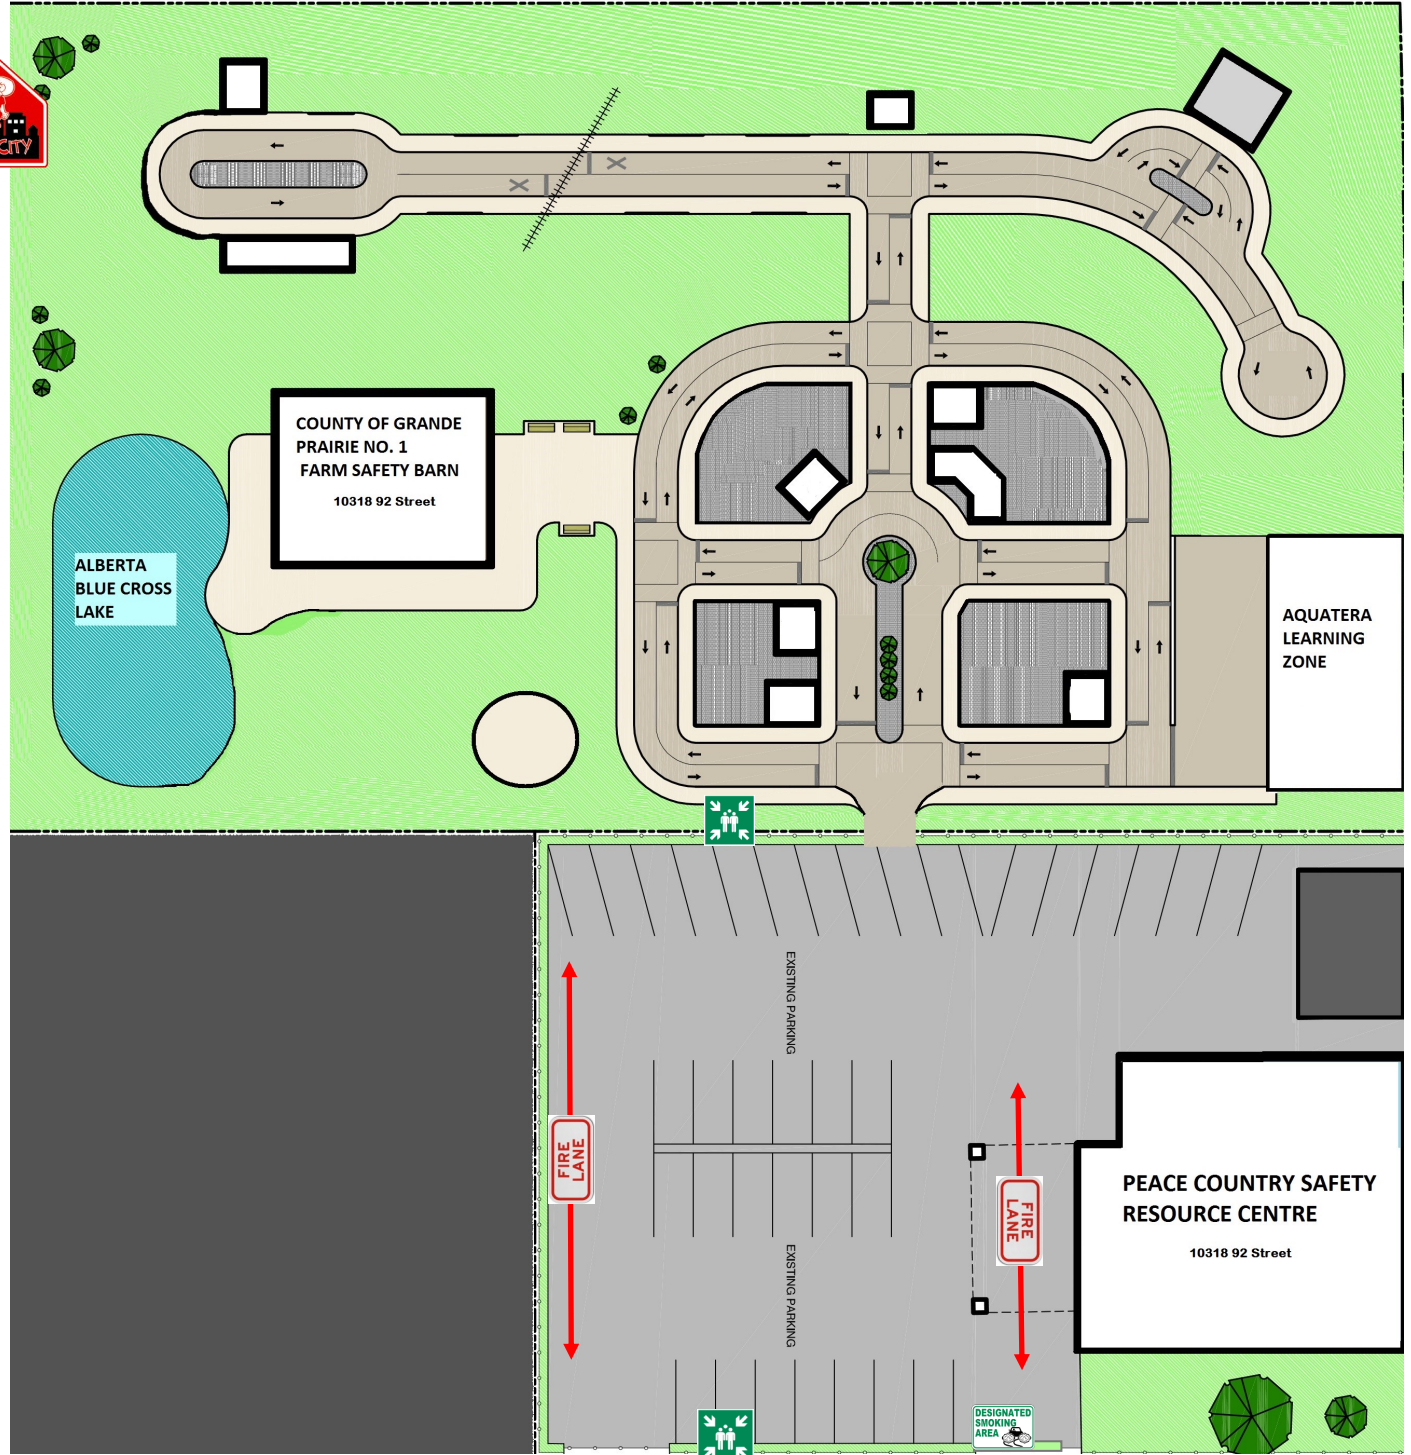 CITY
COUNTY OF GRANDE
PRAIRIE NO. 1
FARM SAFETY BARN
10318 92 Street
ALBERTA
BLUE CROSS
LAKE
AQUATERA
LEARNING
ZONE
EXISTING PARKING
FIRE
LANE
FIRE
LANE
PEACE COUNTRY SAFETY
RESOURCE CENTRE
10318 92 Street
EXISTING PARKING
DESIGNATED
SMOKING
AREA